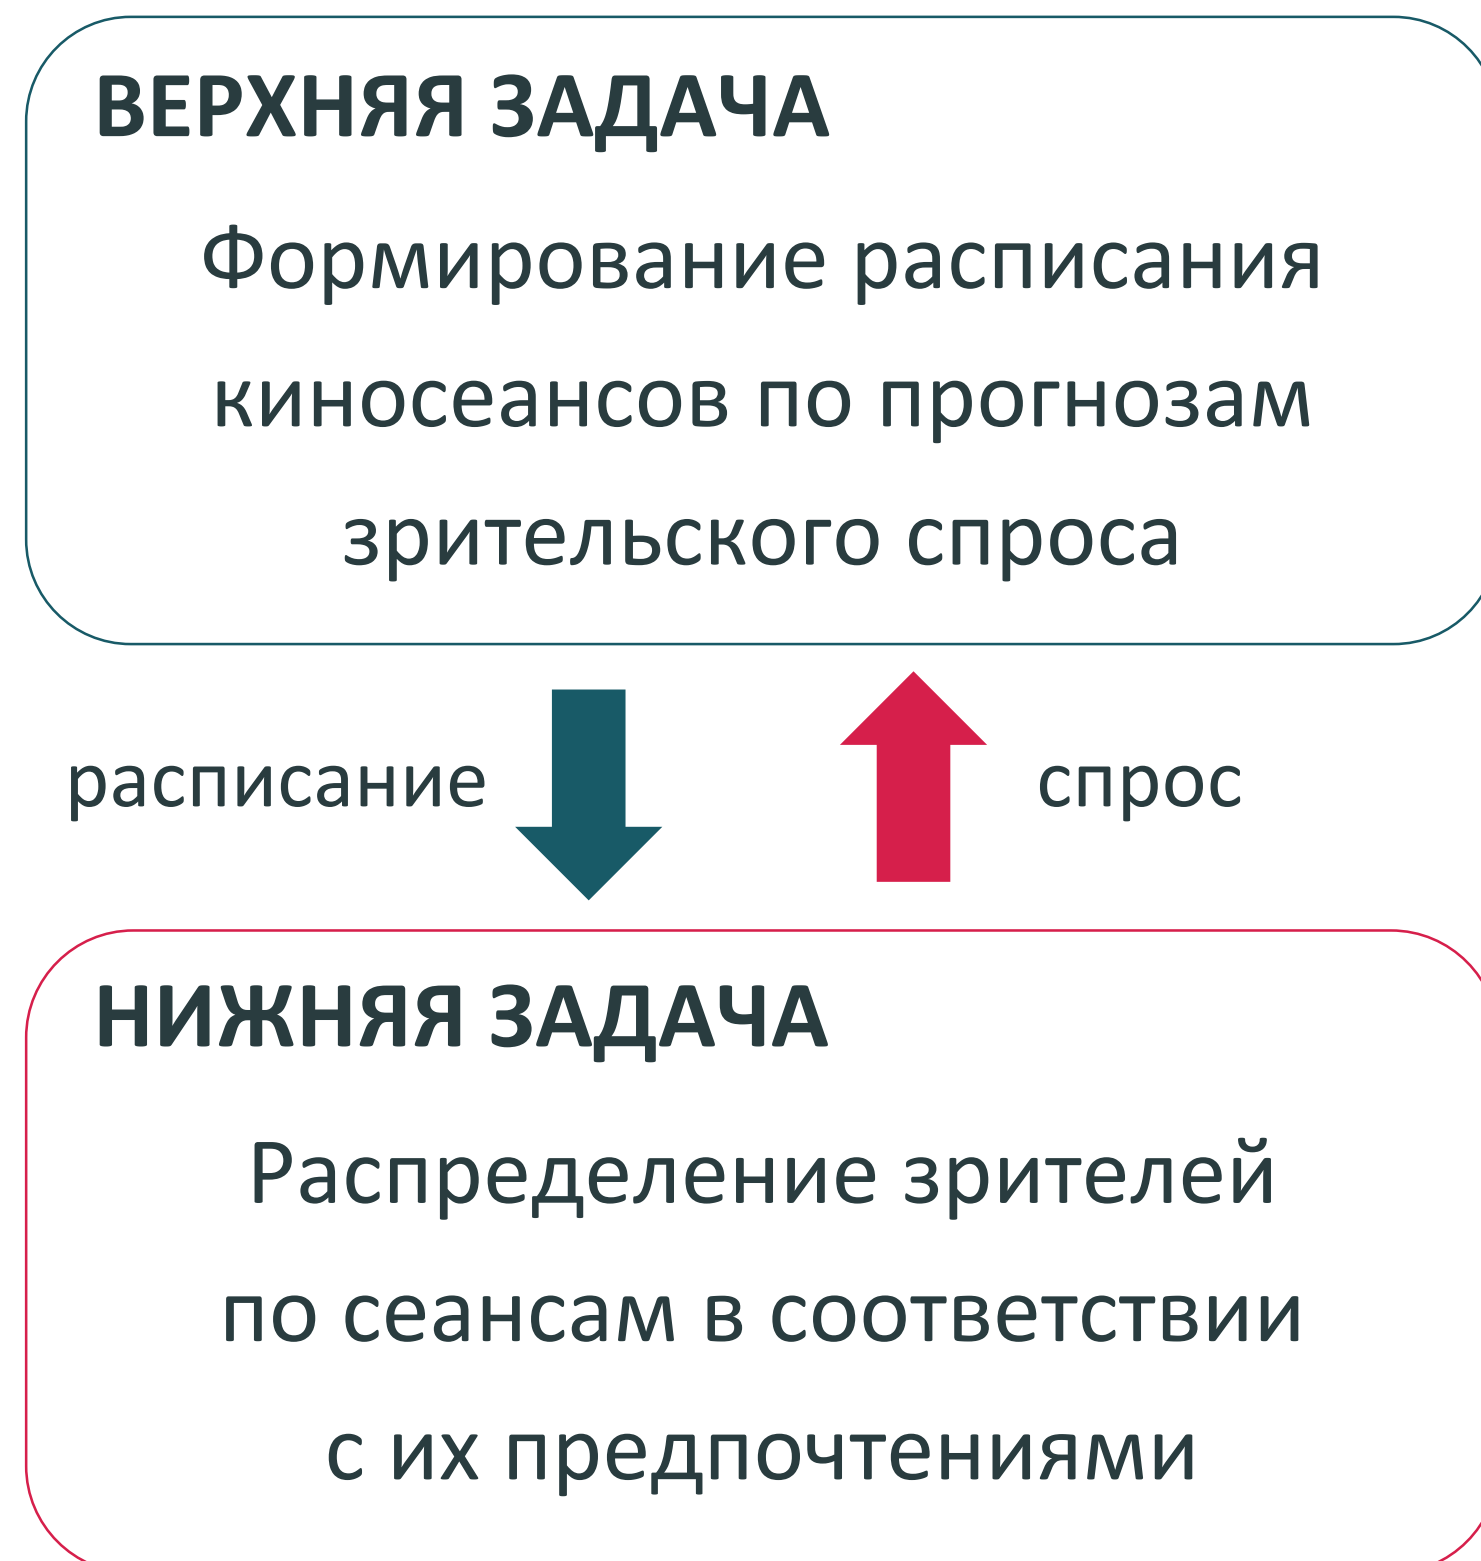 ВЕРХНЯЯ ЗАДАЧА
Формирование расписания
киносеансов по прогнозам
зрительского спроса
расписание
спрос
НИЖНЯЯ ЗАДАЧА
Распределение зрителей
по сеансам в соответствии
с их предпочтениями